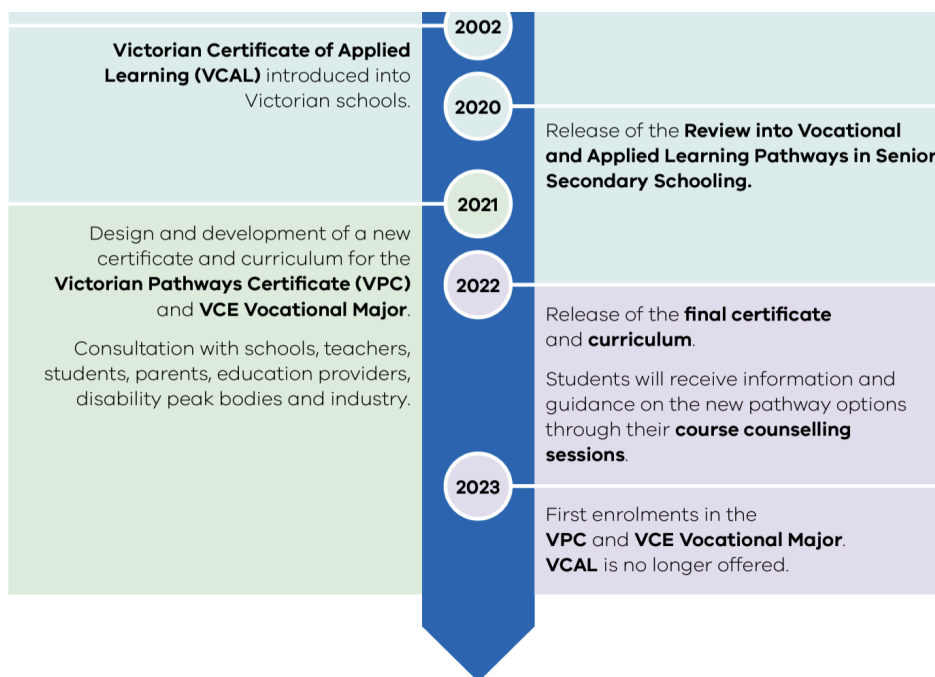 2002
Victorian Certificate of Applied
Learning (VCAL) introduced into
Victorian schools.
2020
Release of the Review into Vocational
and Applied Learning Pathways in Senior
Secondary Schooling.
2021
Design and development of a new
certificate and curriculum for the
Victorian Pathways Certificate (VPC)
and VCE Vocational Major.
Consultation with schools, teachers,
students, parents, education providers,
disability peak bodies and industry.
2022
Release of the final certificate
and curriculum.
Students will receive information and
guidance on the new pathway options
through their course counselling
sessions.
2023
First enrolments in the
VPC and VCE Vocational Major.
VCAL is no longer offered.